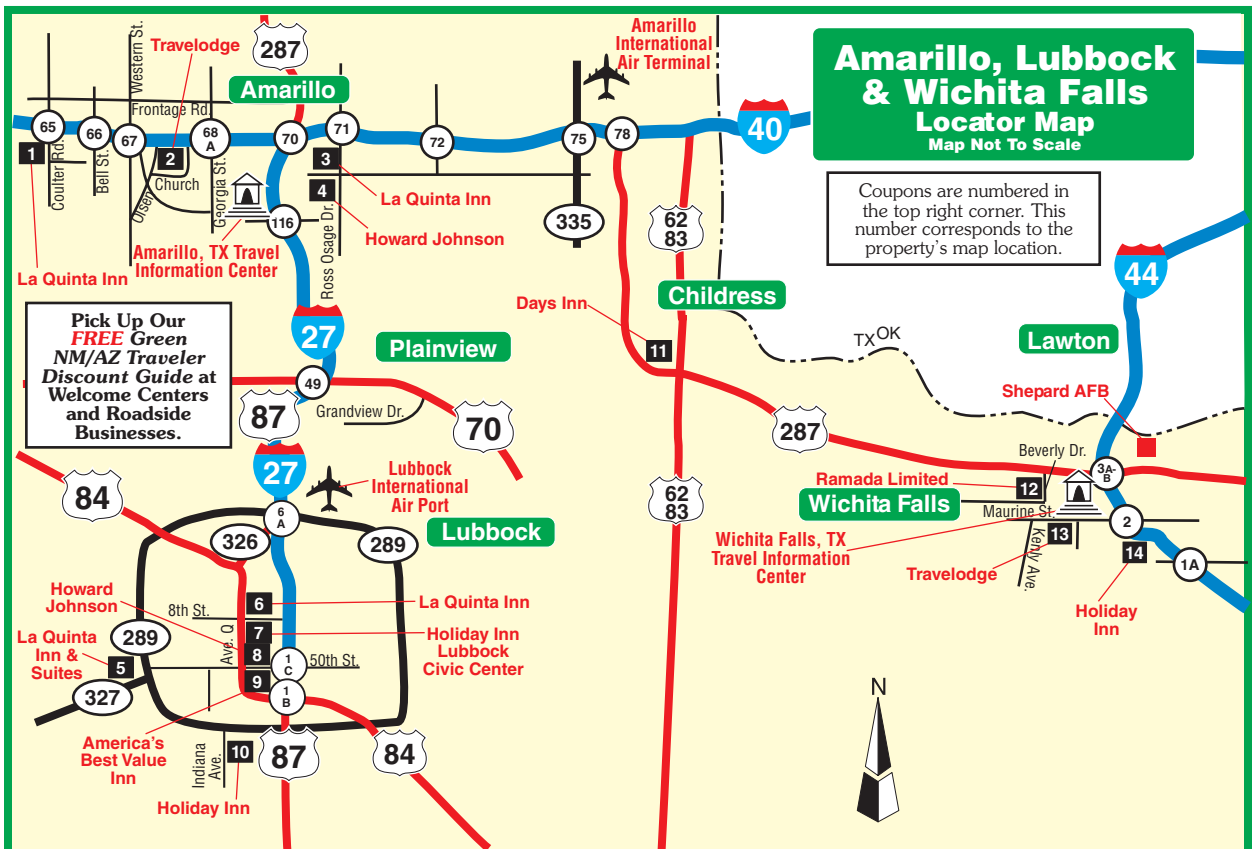 Amarillo, Lubbock
& Wichita Falls
Locator Map
Map Not To Scale
Coupons are numbered in
the top right corner. This
number corresponds to the
property's map location.
Travelodge
287
Amarillo
Amarillo
International
Air Terminal
Western St.
Frontage Rd.
65
66
67
68
A
70
71
72
75
78
40
1
2
3
4
Coulter Rd.
Bell St.
Olsen
Church
Georgia St.
116
Ross Osage Dr.
335
62
83
La Quinta Inn
Howard Johnson
Amarillo, TX Travel
Information Center
La Quinta Inn
Pick Up Our
FREE Green
NM/AZ Traveler
Discount Guide at
Welcome Centers
and Roadside
Businesses.
27
Plainview
49
87
Grandview Dr.
70
Days Inn
11
Childress
TX
OK
44
Lawton
Shepard AFB
287
Beverly Dr.
Ramada Limited
12
3A-
B
Wichita Falls
Maurine St.
2
Wichita Falls, TX
Travel Information
Center
Kenly Ave.
13
14
1A
Travelodge
Holiday
Inn
62
83
84
27
Lubbock
International
Air Port
6
A
Lubbock
326
289
Howard
Johnson
8th St.
6
La Quinta Inn
289
Ave. Q
7
Holiday Inn
Lubbock
Civic Center
La Quinta
Inn &
Suites
5
8
1
C
50th St.
327
9
1
B
America's
Best Value
Inn
Indiana
Ave.
10
87
84
Holiday Inn
N